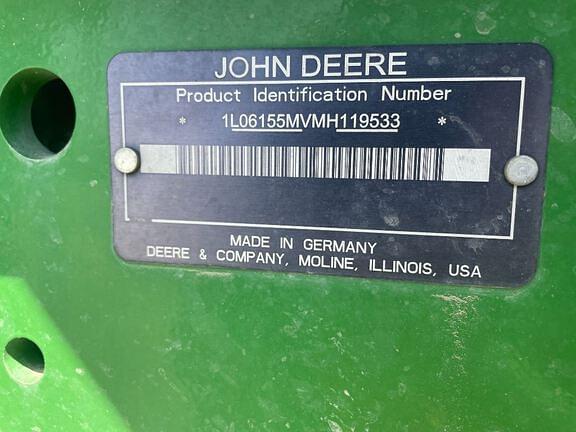 JOHN DEERE
Product Identification Number
* 1L06155MVMH119533 *
MADE IN GERMANY
DEERE & COMPANY, MOLINE, ILLINOIS, USA